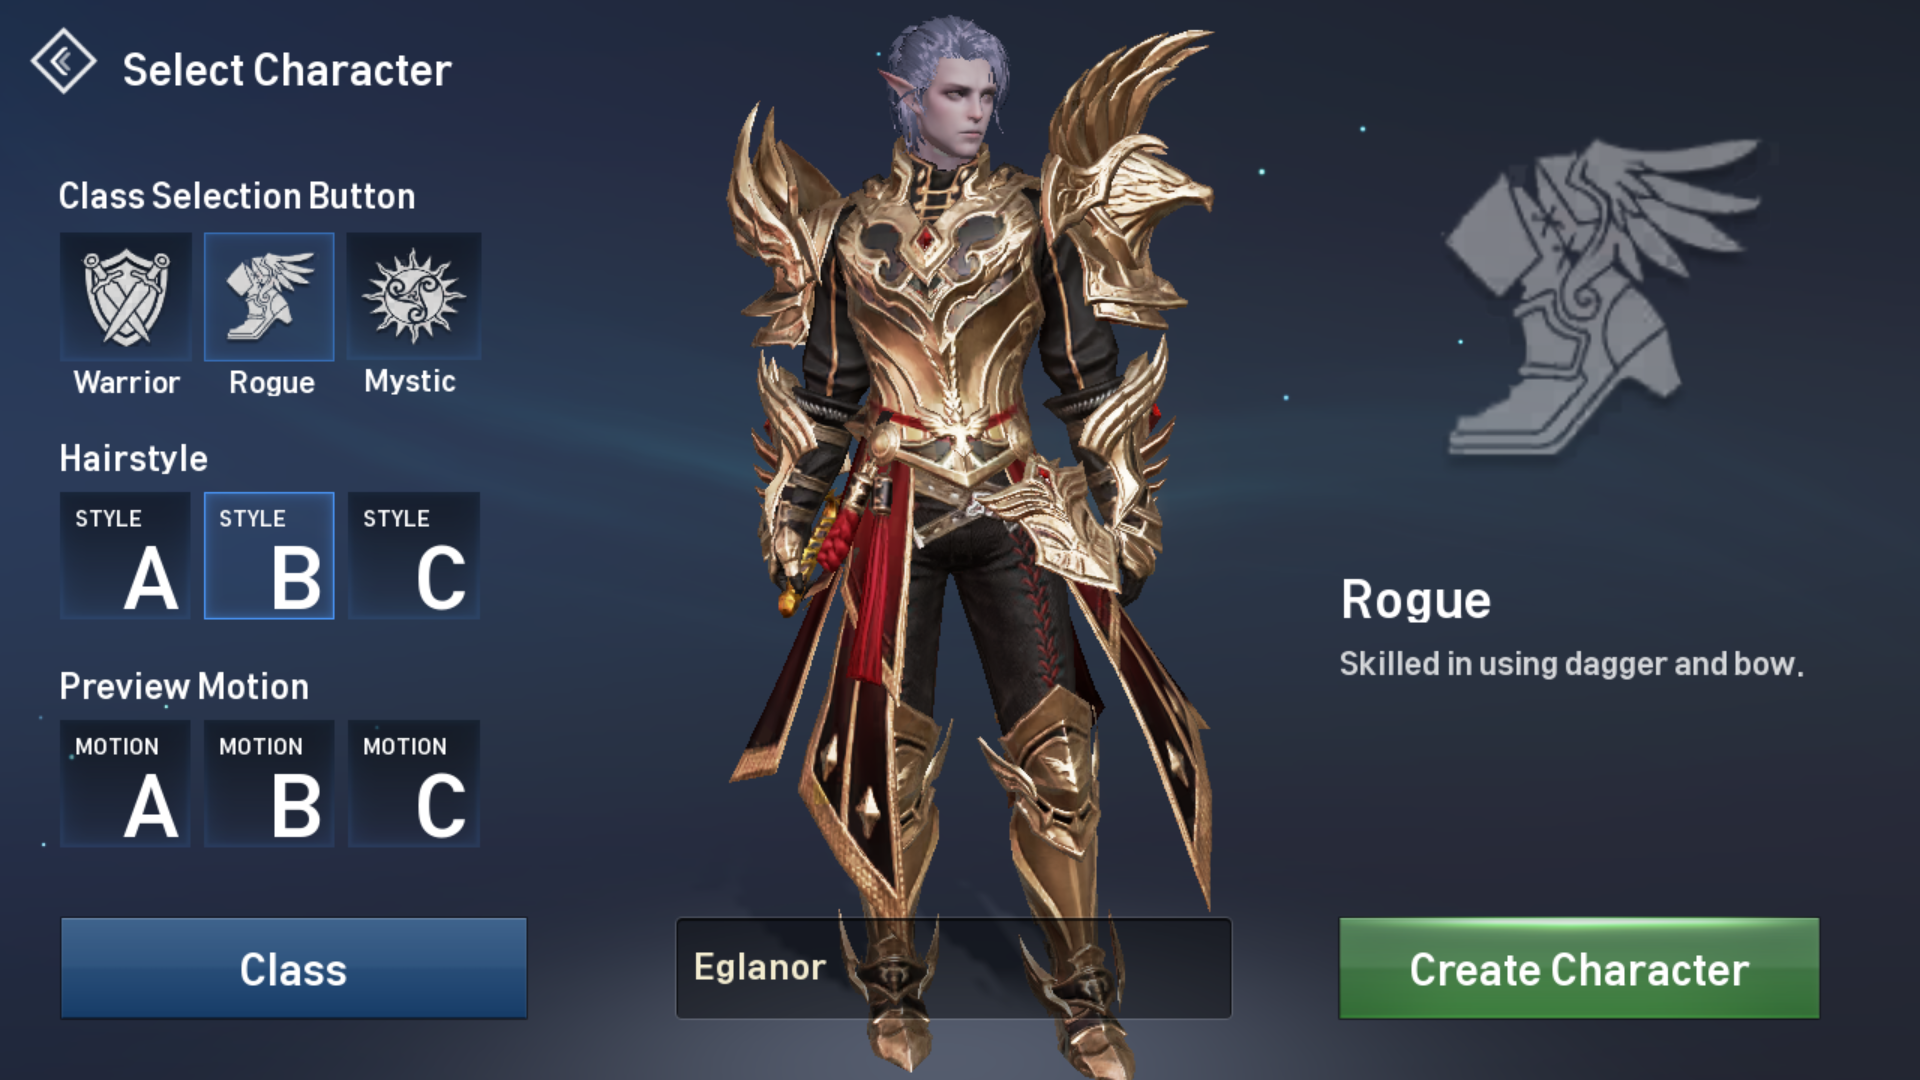 Select Character
Class Selection Button
Warrior
Rogue
Mystic
Hairstyle
STYLE
A
STYLE
B
STYLE
C
Preview Motion
MOTION
A
MOTION
B
MOTION
C
Class
Eglanor
Rogue
Skilled in using dagger and bow.
Create Character